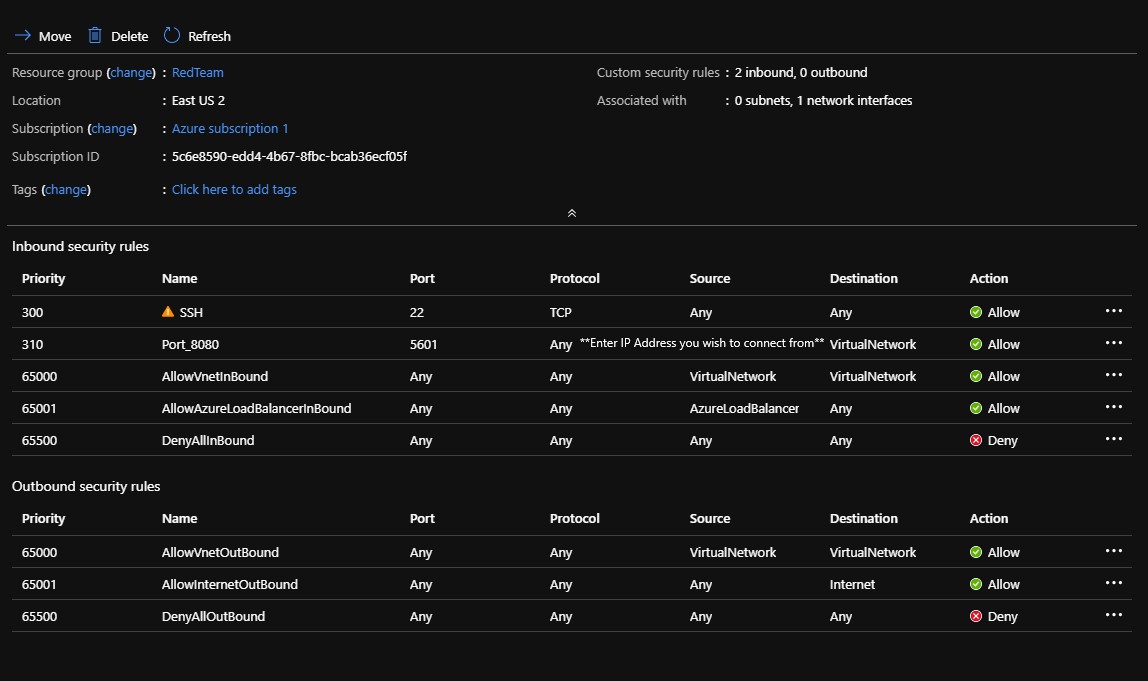 Move Delete Refresh
Resource group (change) : RedTeam Custom security rules : 2 inbound, 0 outbound
Location : East US 2 Associated with : 0 subnets, 1 network interfaces
Subscription (change) : Azure subscription 1
Subscription ID : 5c6e8590-edd4-4b67-8fbc-bcab36ecf05f
Tags (change) : Click here to add tags
Inbound security rules
Priority Name Port Protocol Source Destination Action
300 SSH 22 TCP Any Any Allow ...
310 Port_8080 5601 Any **Enter IP Address you wish to connect from** VirtualNetwork Allow ...
65000 AllowVnetInBound Any Any VirtualNetwork VirtualNetwork Allow ...
65001 AllowAzureLoadBalancerInBound Any Any AzureLoadBalancer Any Allow ...
65500 DenyAllInBound Any Any Any Any Deny ...
Outbound security rules
Priority Name Port Protocol Source Destination Action
65000 AllowVnetOutBound Any Any VirtualNetwork VirtualNetwork Allow ...
65001 AllowInternetOutBound Any Any Any Internet Allow ...
65500 DenyAllOutBound Any Any Any Any Deny ...